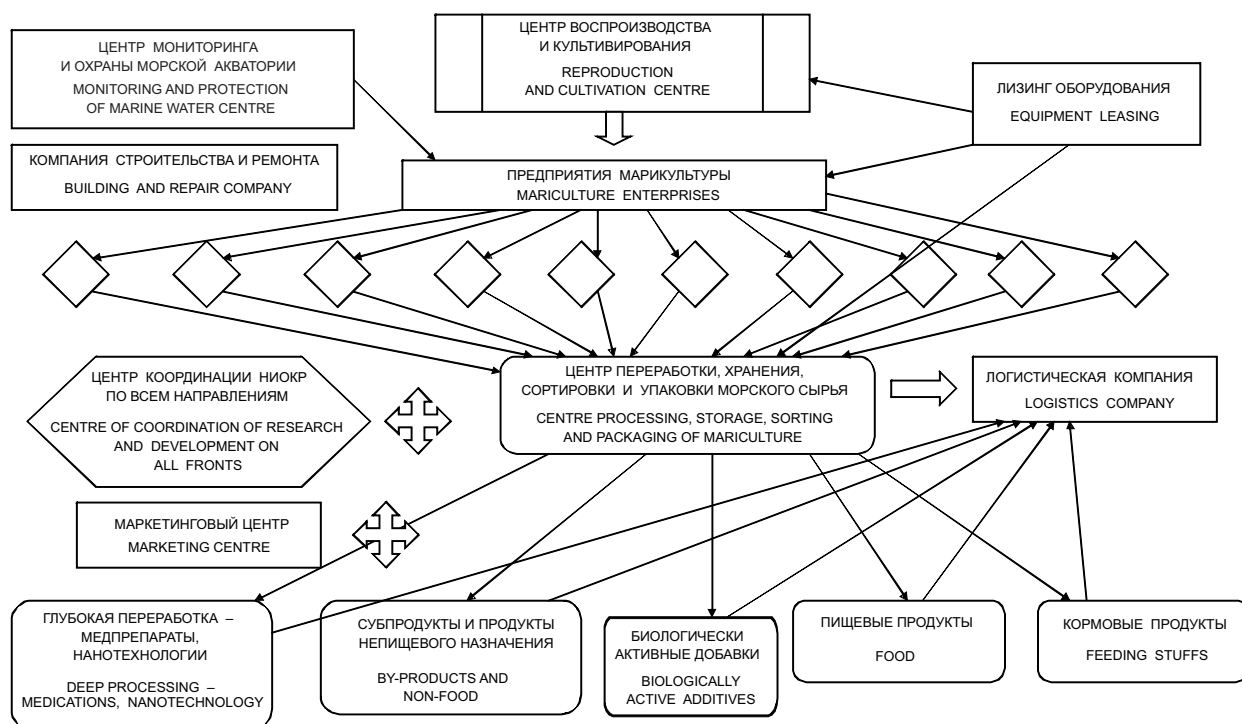 ЦЕНТР МОНИТОРИНГА
И ОХРАНЫ МОРСКОЙ АКВАТОРИИ
MONITORING AND PROTECTION
OF MARINE WATER CENTRE
ЦЕНТР ВОСПРОИЗВОДСТВА
И КУЛЬТИВИРОВАНИЯ
REPRODUCTION
AND CULTIVATION CENTRE
ЛИЗИНГ ОБОРУДОВАНИЯ
EQUIPMENT LEASING
КОМПАНИЯ СТРОИТЕЛЬСТВА И РЕМОНТА
BUILDING AND REPAIR COMPANY
ПРЕДПРИЯТИЯ МАРИКУЛЬТУРЫ
MARICULTURE ENTERPRISES
ЦЕНТР КООРДИНАЦИИ НИОКР
ПО ВСЕМ НАПРАВЛЕНИЯМ
CENTRE OF COORDINATION OF RESEARCH
AND DEVELOPMENT ON
ALL FRONTS
ЦЕНТР ПЕРЕРАБОТКИ, ХРАНЕНИЯ,
СОРТИРОВКИ И УПАКОВКИ МОРСКОГО СЫРЬЯ
CENTRE PROCESSING, STORAGE, SORTING
AND PACKAGING OF MARICULTURE
ЛОГИСТИЧЕСКАЯ КОМПАНИЯ
LOGISTICS COMPANY
МАРКЕТИНГОВЫЙ ЦЕНТР
MARKETING CENTRE
ГЛУБОКАЯ ПЕРЕРАБОТКА –
МЕДПРЕПАРАТЫ,
НАНОТЕХНОЛОГИИ
DEEP PROCESSING –
MEDICATIONS, NANOTECHNOLOGY
СУБПРОДУКТЫ И ПРОДУКТЫ
НЕПИЩЕВОГО НАЗНАЧЕНИЯ
BY-PRODUCTS AND
NON-FOOD
БИОЛОГИЧЕСКИ
АКТИВНЫЕ ДОБАВКИ
BIOLOGICALLY
ACTIVE ADDITIVES
ПИЩЕВЫЕ ПРОДУКТЫ
FOOD
КОРМОВЫЕ ПРОДУКТЫ
FEEDING STUFFS